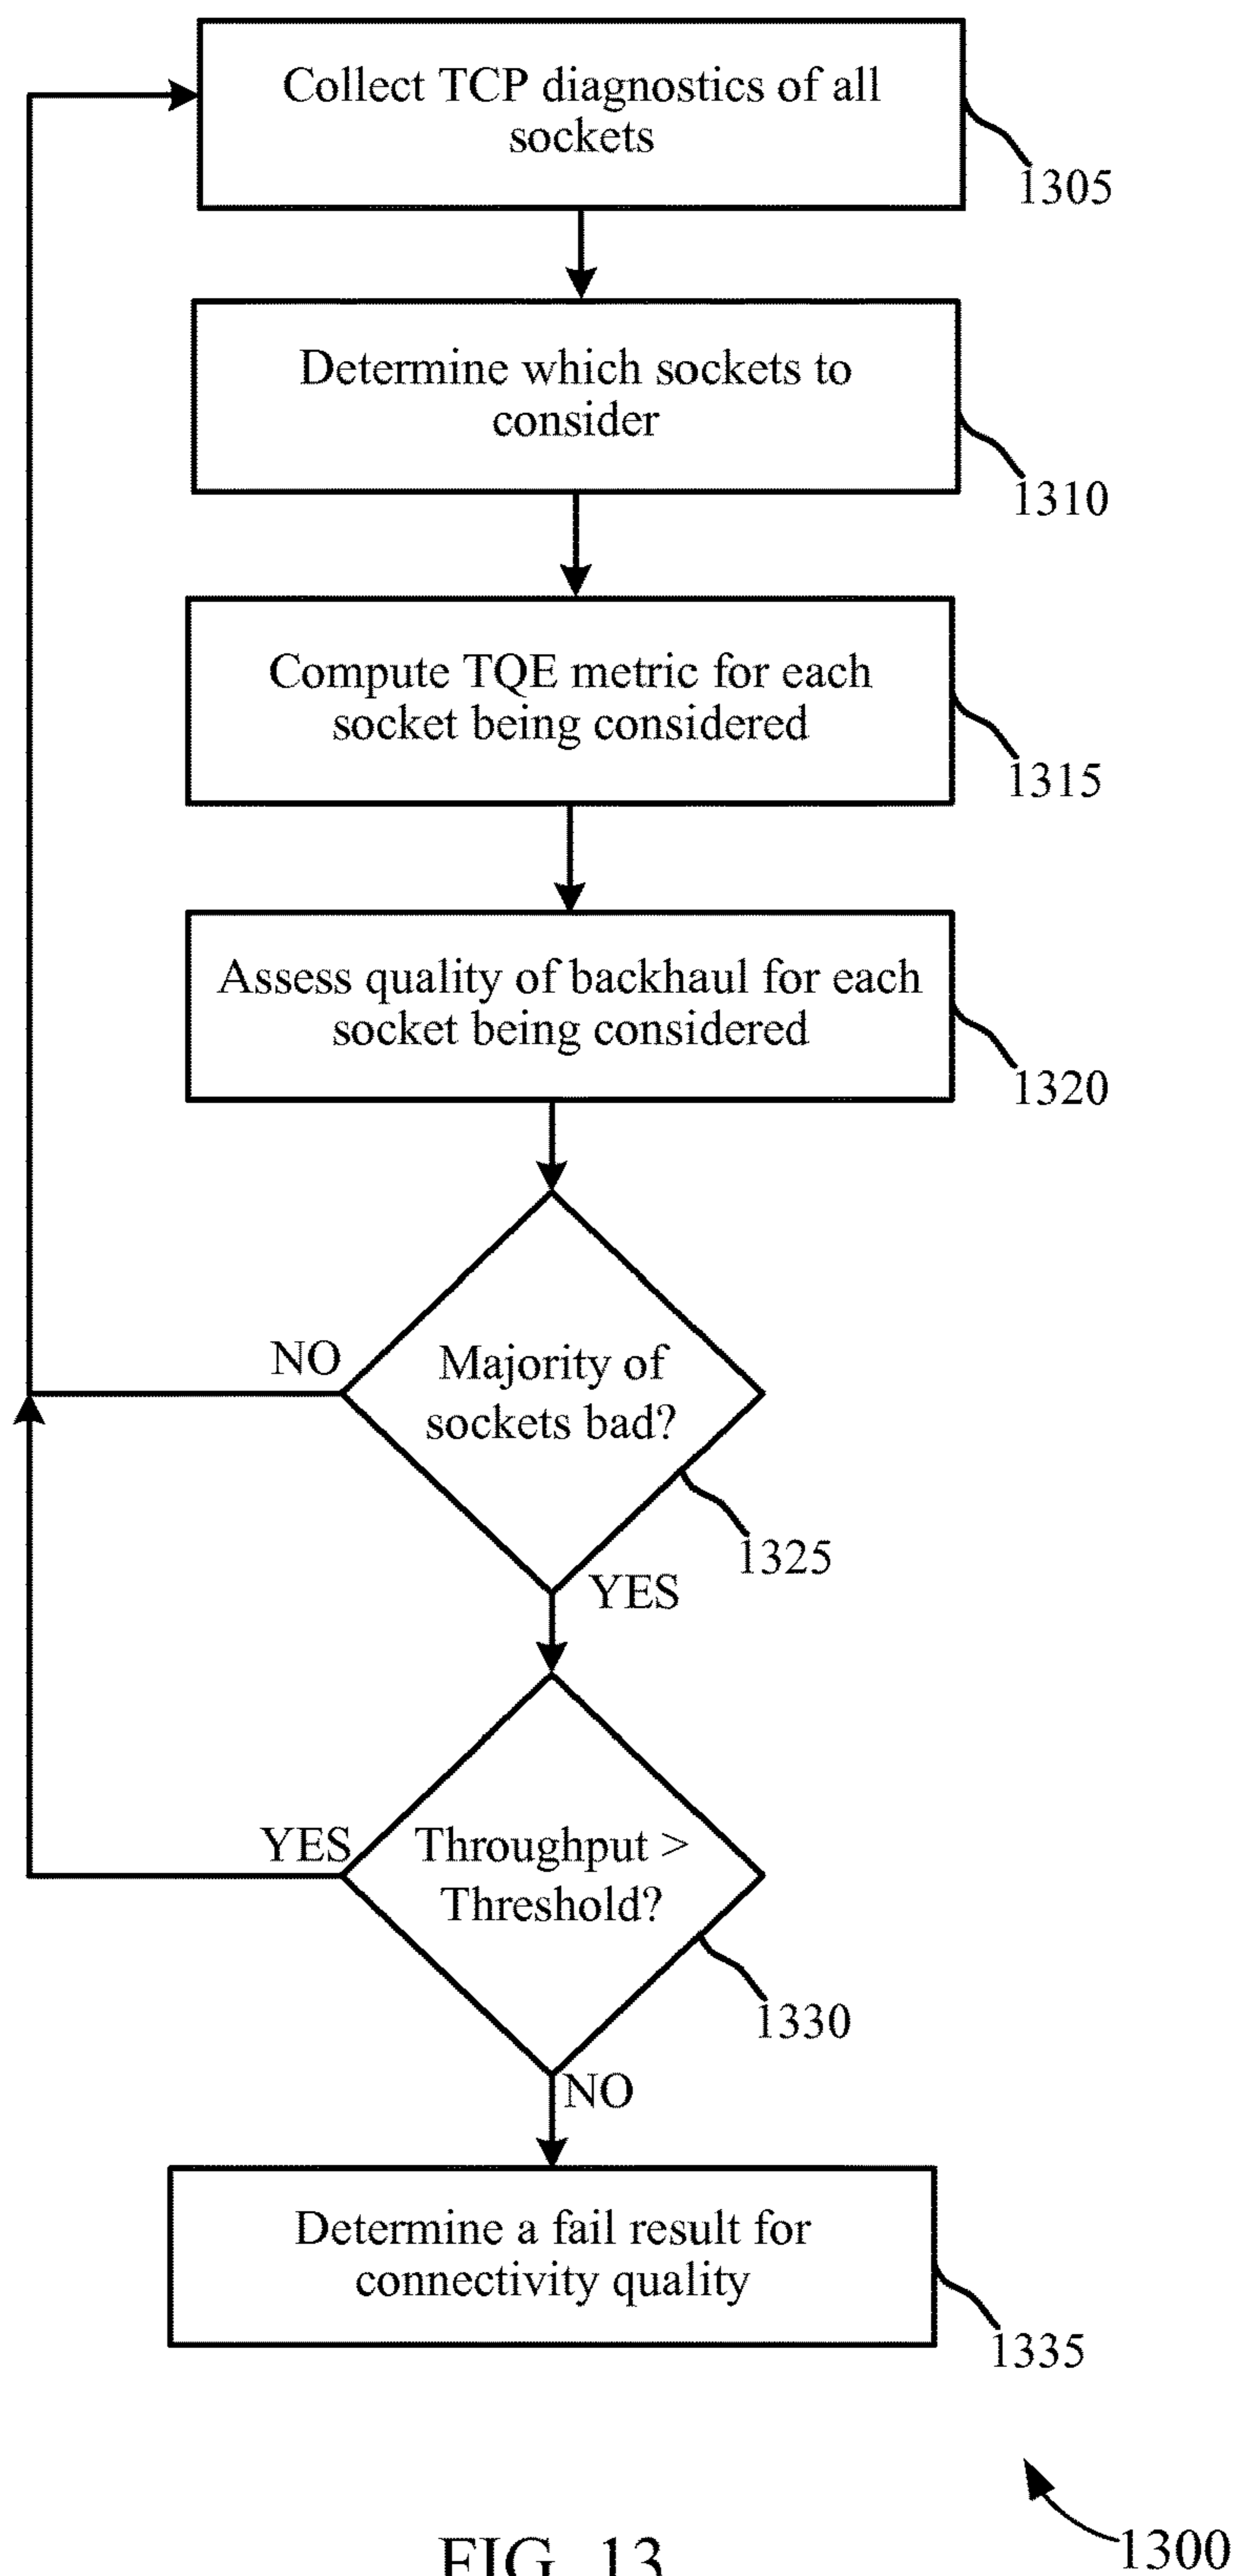 Collect TCP diagnostics of all
sockets
1305
Determine which sockets to
consider
1310
Compute TQE metric for each
socket being considered
1315
Assess quality of backhaul for each
socket being considered
1320
NO
Majority of
sockets bad?
1325
YES
YES
Throughput >
Threshold?
1330
NO
Determine a fail result for
connectivity quality
1335
1300
FIG. 13